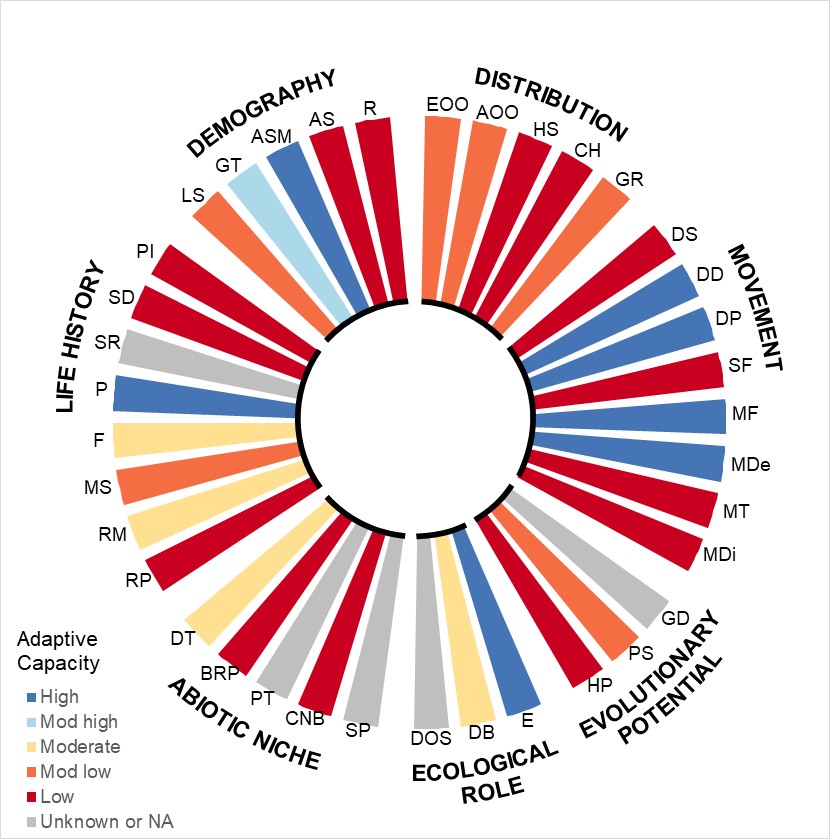 DEMOGRAPHY
DISTRIBUTION
R
AS
ASM
GT
LS
EOO
AOO
HS
CH
GR
MOVEMENT
DS
DD
DP
SF
MF
MDe
MT
MDi
LIFE HISTORY
PI
SD
SR
P
F
MS
RM
RP
EVOLUTIONARY
POTENTIAL
GD
PS
HP
ECOLOGICAL
ROLE
E
DB
DOS
ABIOTIC NICHE
SP
CNB
PT
BRP
DT
Adaptive
Capacity
High
Mod high
Moderate
Mod low
Low
Unknown or NA